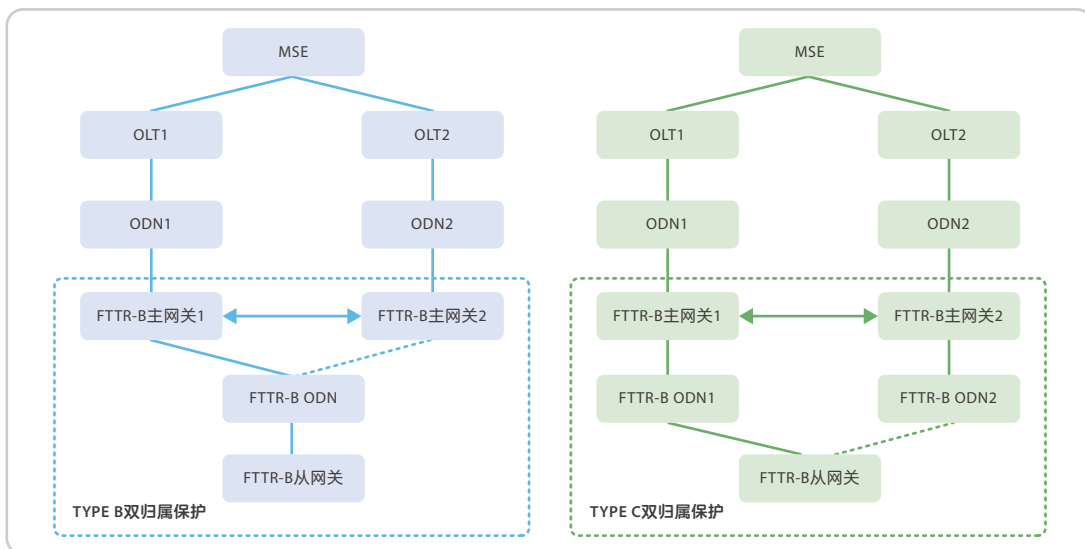 MSE
OLT1
OLT2
ODN1
ODN2
FTTR-B主网关1
FTTR-B主网关2
FTTR-B ODN
FTTR-B从网关
TYPE B双归属保护
MSE
OLT1
OLT2
ODN1
ODN2
FTTR-B主网关1
FTTR-B主网关2
FTTR-B ODN1
FTTR-B ODN2
FTTR-B从网关
TYPE C双归属保护